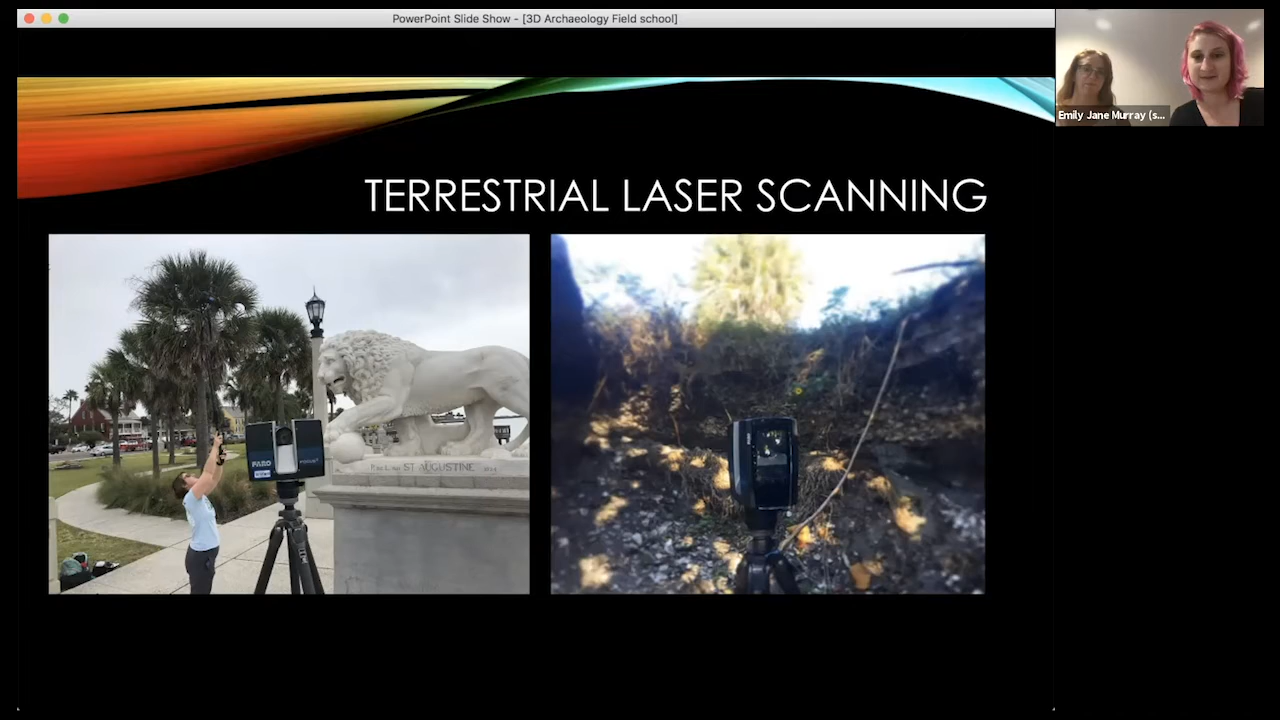 PowerPoint Slide Show - [3D Archaeology Field school]
Emily Jane Murray (s...
TERRESTRIAL LASER SCANNING
FARO
ST AUGUSTINE